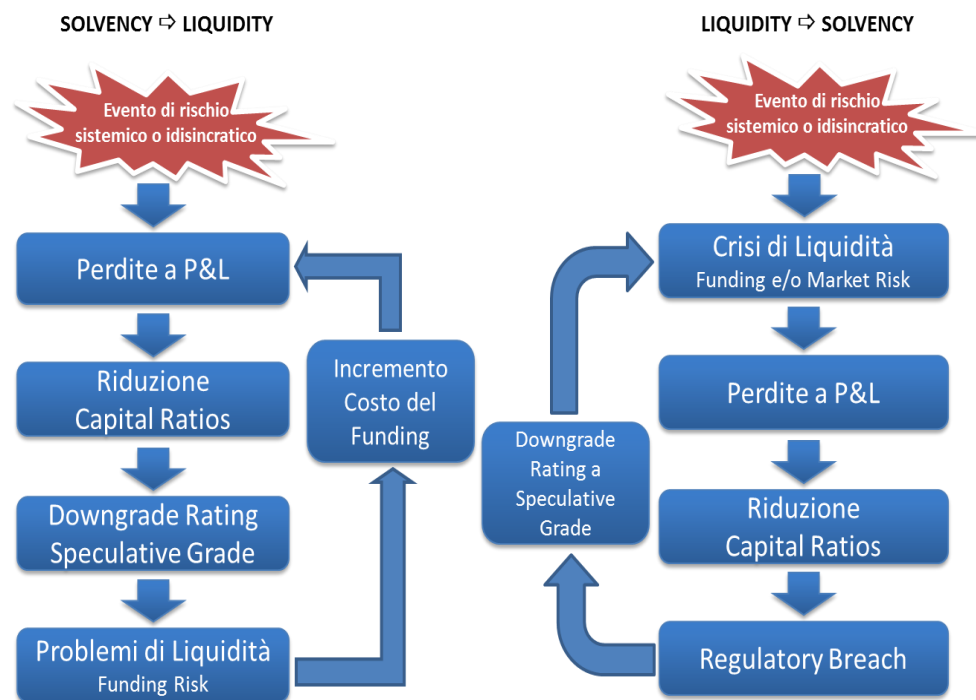 SOLVENCY ⇨ LIQUIDITY
Evento di rischio
sistemico o idisincratico
Perdite a P&L
Riduzione
Capital Ratios
Downgrade Rating
Speculative Grade
Problemi di Liquidità
Funding Risk
Incremento
Costo del
Funding
LIQUIDITY ⇨ SOLVENCY
Evento di rischio
sistemico o idisincratico
Crisi di Liquidità
Funding e/o Market Risk
Perdite a P&L
Riduzione
Capital Ratios
Regulatory Breach
Downgrade
Rating a
Speculative
Grade